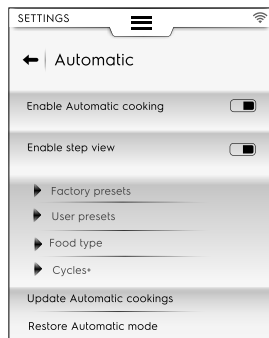 SETTINGS
Automatic
Enable Automatic cooking
Enable step view
Factory presets
User presets
Food type
Cycles+
Update Automatic cookings
Restore Automatic mode